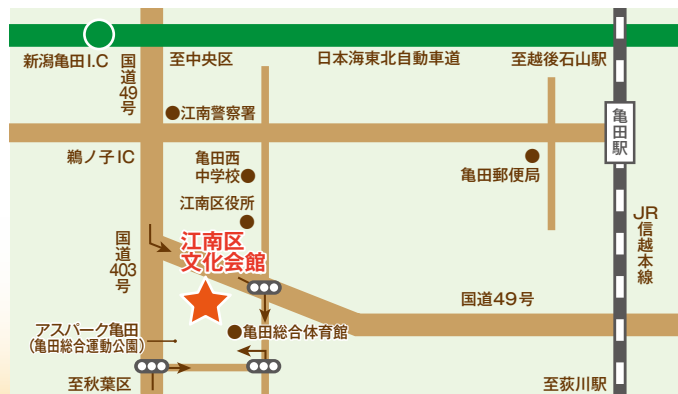 新潟亀田I.C
国道49号
至中央区
日本海東北自動車道
至越後石山駅
江南警察署
亀田駅
鵜ノ子IC
亀田西
中学校
亀田郵便局
江南区役所
JR信越本線
国道403号
江南区
文化会館
国道49号
アスパーク亀田
(亀田総合運動公園)
亀田総合体育館
至秋葉区
至荻川駅